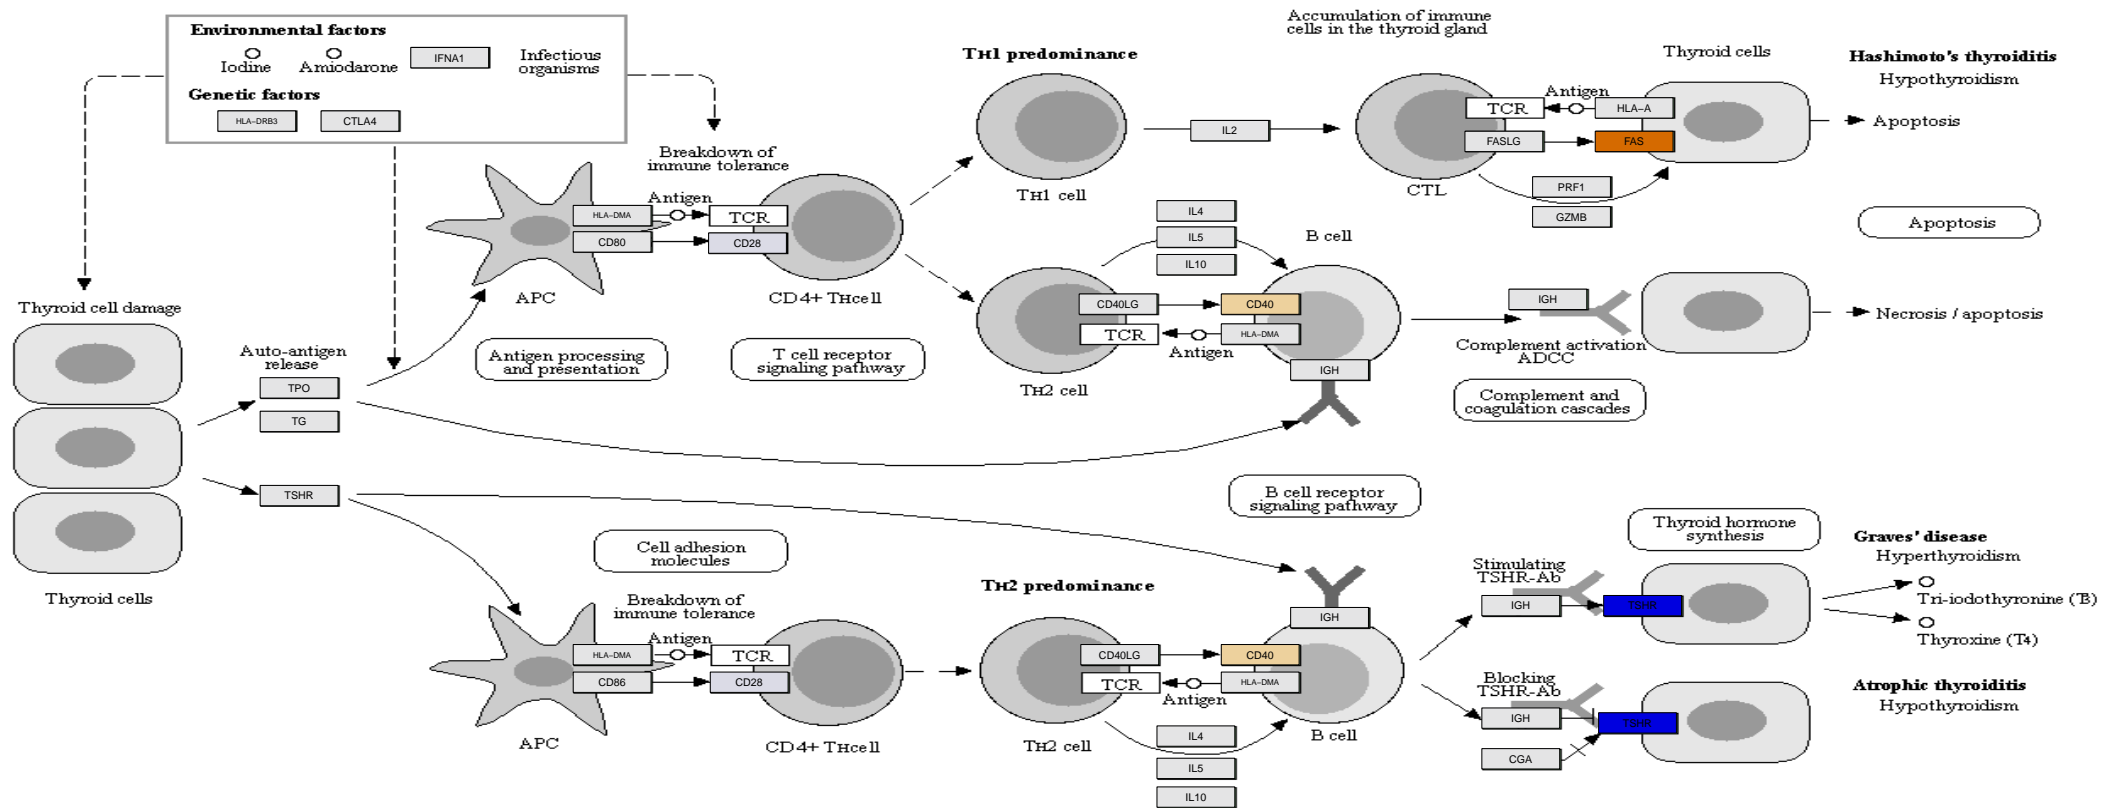 Environmental factors
Iodine
Amiodarone
IFNA1
Infectious
organisms
Genetic factors
HLA-DRB3
CTLA4
Thyroid cell damage
Thyroid cells
Auto-antigen
release
TPO
TG
TSHR
Breakdown of
immune tolerance
Antigen
HLA-DMA
TCR
CD80
CD28
APC
CD4+ THcell
Antigen processing
and presentation
T cell receptor
signaling pathway
TH1 predominance
TH1 cell
IL2
Accumulation of immune
cells in the thyroid gland
Thyroid cells
Antigen
TCR
HLA-A
FASLG
FAS
CTL
PRF1
GZMB
Hashimoto's thyroiditis
Hypothyroidism
Apoptosis
Apoptosis
IL4
IL5
IL10
B cell
CD40LG
CD40
TCR
HLA-DMA
Antigen
TH2 cell
IGH
IGH
Complement activation
ADCC
Necrosis / apoptosis
Complement and
coagulation cascades
B cell receptor
signaling pathway
Cell adhesion
molecules
Breakdown of
immune tolerance
Antigen
HLA-DMA
TCR
CD86
CD28
APC
CD4+ THcell
TH2 predominance
IGH
CD40LG
CD40
TCR
HLA-DMA
Antigen
TH2 cell
B cell
IL4
IL5
IL10
Thyroid hormone
synthesis
Stimulating
TSHR-Ab
IGH
TSHR
Graves' disease
Hyperthyroidism
Tri-iodothyronine (T3)
Thyroxine (T4)
Blocking
TSHR-Ab
IGH
TSHR
CGA
Atrophic thyroiditis
Hypothyroidism